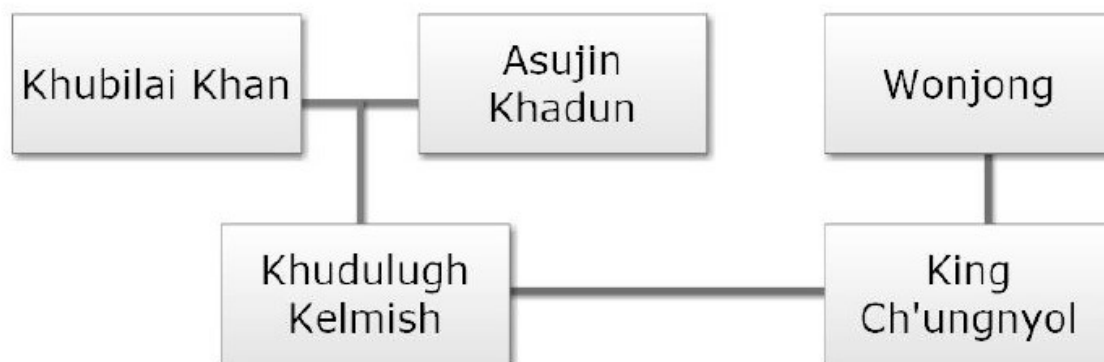 Khubilai Khan
Asujin
Khadun
Wonjong
Khudulugh
Kelmish
King
Ch'ungnyol